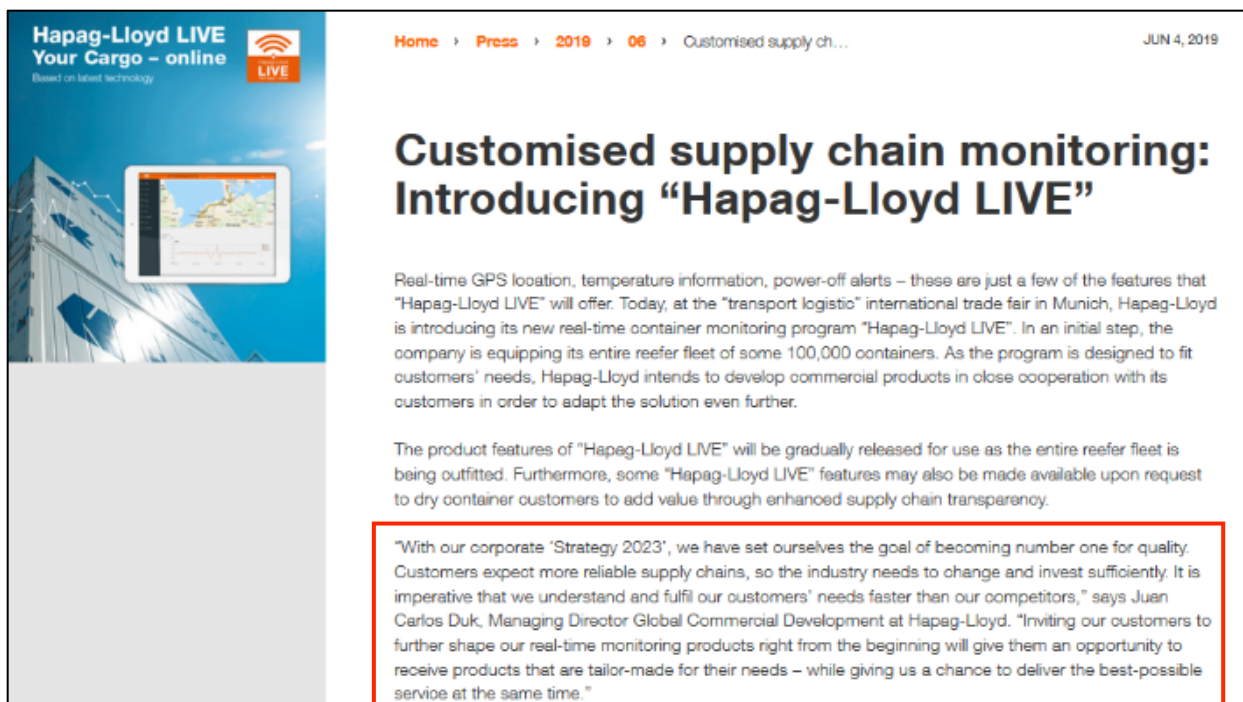 Hapag-Lloyd LIVE
Your Cargo – online
Based on latest technology
LIVE
Home › Press › 2019 › 06 › Customised supply ch...
JUN 4, 2019
Customised supply chain monitoring:
Introducing “Hapag-Lloyd LIVE”
Real-time GPS location, temperature information, power-off alerts – these are just a few of the features that
“Hapag-Lloyd LIVE” will offer. Today, at the “transport logistic” international trade fair in Munich, Hapag-Lloyd
is introducing its new real-time container monitoring program “Hapag-Lloyd LIVE”. In an initial step, the
company is equipping its entire reefer fleet of some 100,000 containers. As the program is designed to fit
customers’ needs, Hapag-Lloyd intends to develop commercial products in close cooperation with its
customers in order to adapt the solution even further.
The product features of “Hapag-Lloyd LIVE” will be gradually released for use as the entire reefer fleet is
being outfitted. Furthermore, some “Hapag-Lloyd LIVE” features may also be made available upon request
to dry container customers to add value through enhanced supply chain transparency.
“With our corporate ‘Strategy 2023’, we have set ourselves the goal of becoming number one for quality.
Customers expect more reliable supply chains, so the industry needs to change and invest sufficiently. It is
imperative that we understand and fulfil our customers’ needs faster than our competitors,” says Juan
Carlos Duk, Managing Director Global Commercial Development at Hapag-Lloyd. “Inviting our customers to
further shape our real-time monitoring products right from the beginning will give them an opportunity to
receive products that are tailor-made for their needs – while giving us a chance to deliver the best-possible
service at the same time.”